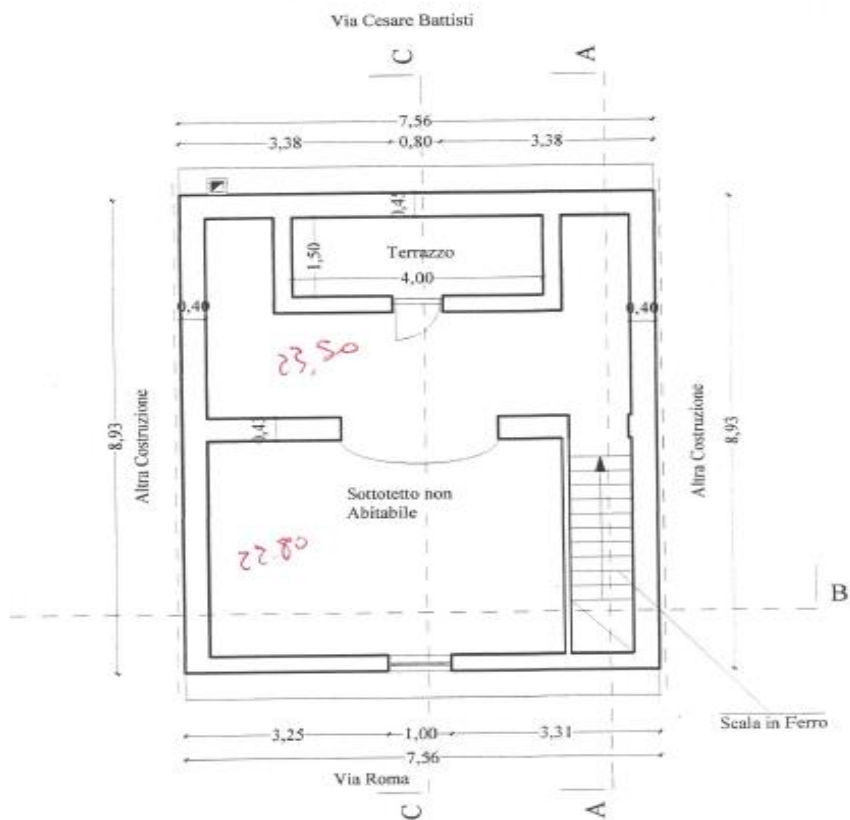 Via Cesare Battisti
C
A
7,56
3,38
0,80
3,38
0,45
1,50
Terrazzo
4,00
0,40
0,40
23,50
Altra Costruzione
8,93
0,43
8,93
Altra Costruzione
Sottotetto non
Abitabile
22.80
B
Scala in Ferro
3,25
1,00
3,31
7,56
Via Roma
C
A